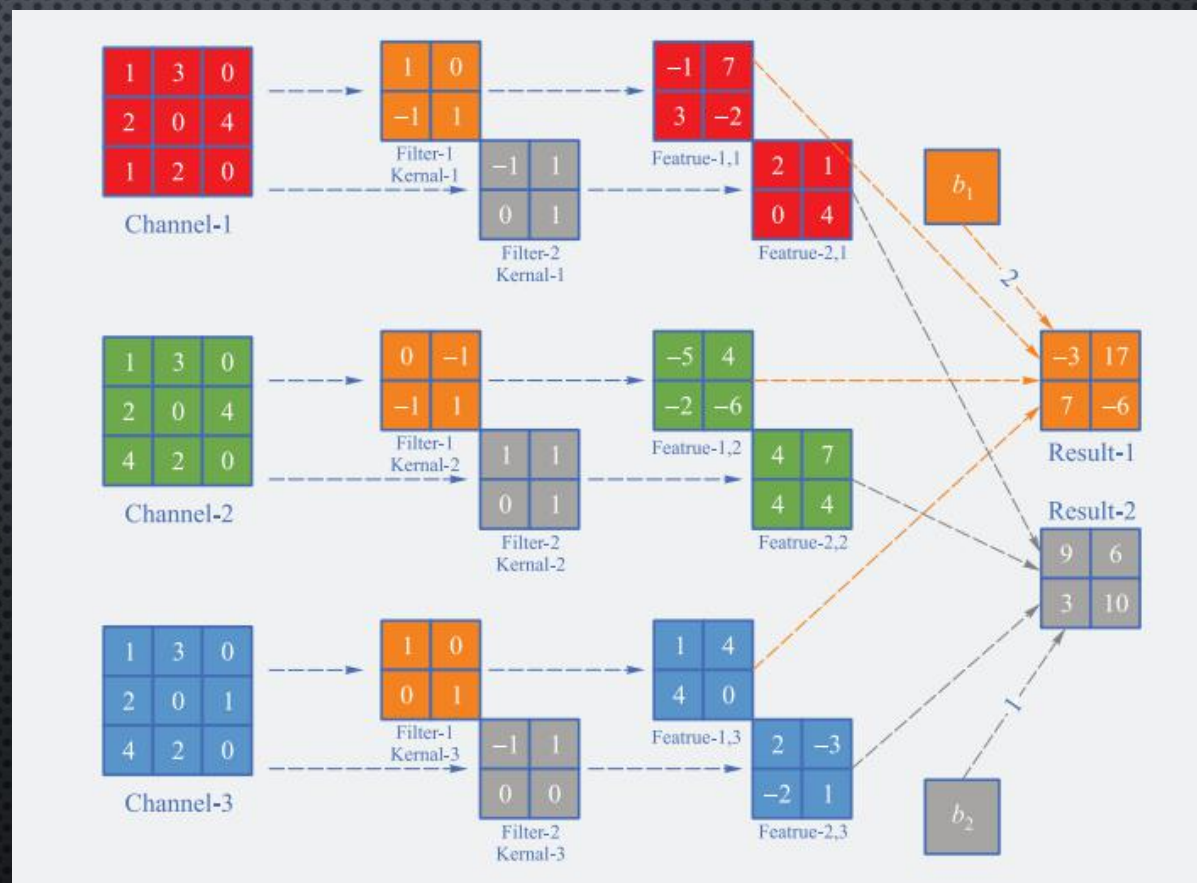 1 3 0
2 0 4
1 2 0
Channel-1
1 0
−1 1
Filter-1
Kernal-1
−1 1
0 1
Filter-2
Kernal-1
−1 7
3 −2
Featrue-1,1
2 1
0 4
Featrue-2,1
b₁
2
1 3 0
2 0 4
4 2 0
Channel-2
0 −1
−1 1
Filter-1
Kernal-2
1 1
0 1
Filter-2
Kernal-2
−5 4
−2 −6
Featrue-1,2
4 7
4 4
Featrue-2,2
−3 17
7 −6
Result-1
Result-2
9 6
3 10
1 3 0
2 0 1
4 2 0
Channel-3
1 0
0 1
Filter-1
Kernal-3
−1 1
0 0
Filter-2
Kernal-3
1 4
4 0
Featrue-1,3
2 −3
−2 1
Featrue-2,3
1
b₂